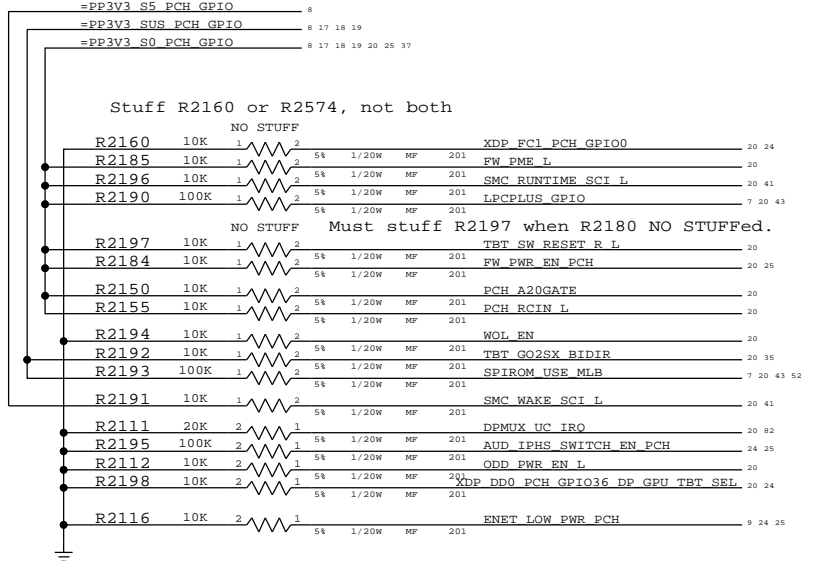 =PP3V3_S5_PCH_GPIO 8
=PP3V3_SUS_PCH_GPIO 8 17 18 19
=PP3V3_S0_PCH_GPIO 8 17 18 19 20 25 37
Stuff R2160 or R2574, not both
NO STUFF
R2160 10K 1 2 XDP_FC1_PCH_GPIO0 20 24
5% 1/20W MF 201
R2185 10K 1 2 FW_PME_L 20
5% 1/20W MF 201
R2196 10K 1 2 SMC_RUNTIME_SCI_L 20 41
5% 1/20W MF 201
R2190 100K 1 2 LPCPLUS_GPIO 7 20 43
5% 1/20W MF 201
NO STUFF Must stuff R2197 when R2180 NO STUFFed.
R2197 10K 1 2 TBT_SW_RESET_R_L 20
5% 1/20W MF 201
R2184 10K 1 2 FW_PWR_EN_PCH 20 25
5% 1/20W MF 201
R2150 10K 1 2 PCH_A20GATE 20
5% 1/20W MF 201
R2155 10K 1 2 PCH_RCIN_L 20
5% 1/20W MF 201
R2194 10K 1 2 WOL_EN 20
5% 1/20W MF 201
R2192 10K 1 2 TBT_GO2SX_BIDIR 20 35
5% 1/20W MF 201
R2193 100K 1 2 SPIROM_USE_MLB 7 20 43 52
5% 1/20W MF 201
R2191 10K 1 2 SMC_WAKE_SCI_L 20 41
5% 1/20W MF 201
R2111 20K 2 1 DPMUX_UC_IRQ 20 82
5% 1/20W MF 201
R2195 100K 2 1 AUD_IPHS_SWITCH_EN_PCH 24 25
5% 1/20W MF 201
R2112 10K 2 1 ODD_PWR_EN_L 20
5% 1/20W MF 201
R2198 10K 2 1 XDP_DD0_PCH_GPIO36_DP_GPU_TBT_SEL 20 24
5% 1/20W MF 201
R2116 10K 2 1 ENET_LOW_PWR_PCH 9 24 25
5% 1/20W MF 201